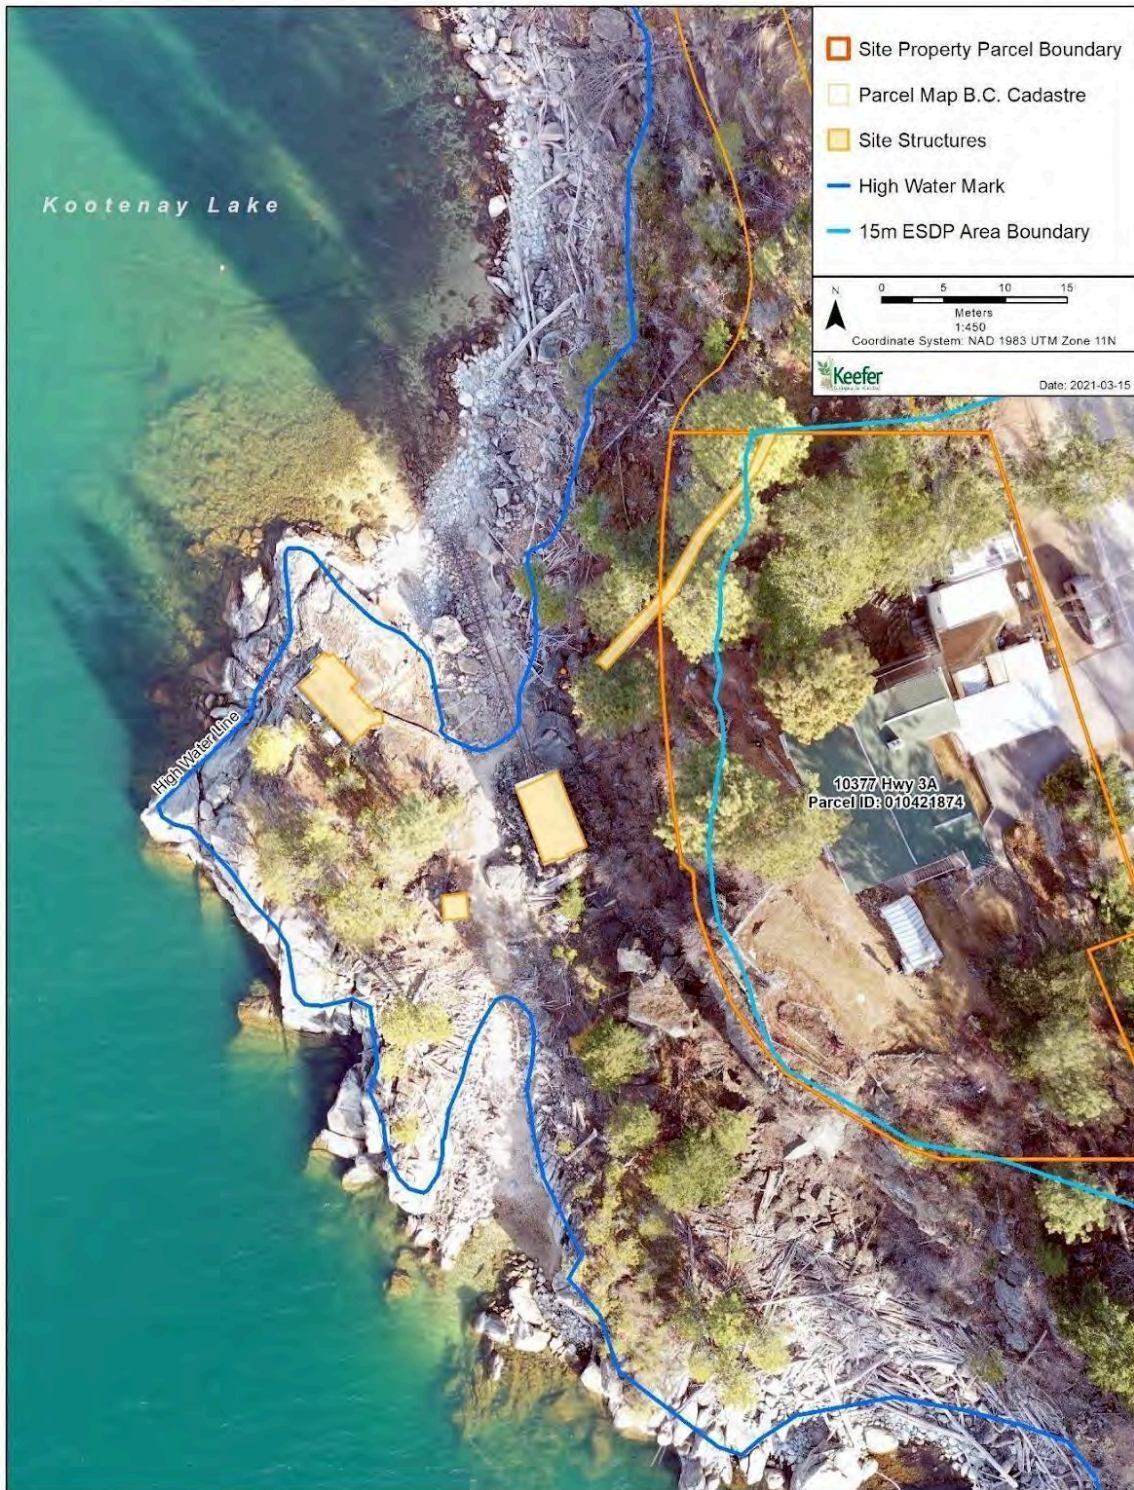 Site Property Parcel Boundary
Parcel Map B.C. Cadastre
Site Structures
High Water Mark
15m ESDP Area Boundary
N
0 5 10 15
Meters
1:450
Coordinate System: NAD 1983 UTM Zone 11N
Keefer
Date: 2021-03-15
Kootenay Lake
High Water Line
10377 Hwy 3A
Parcel ID: 010421874